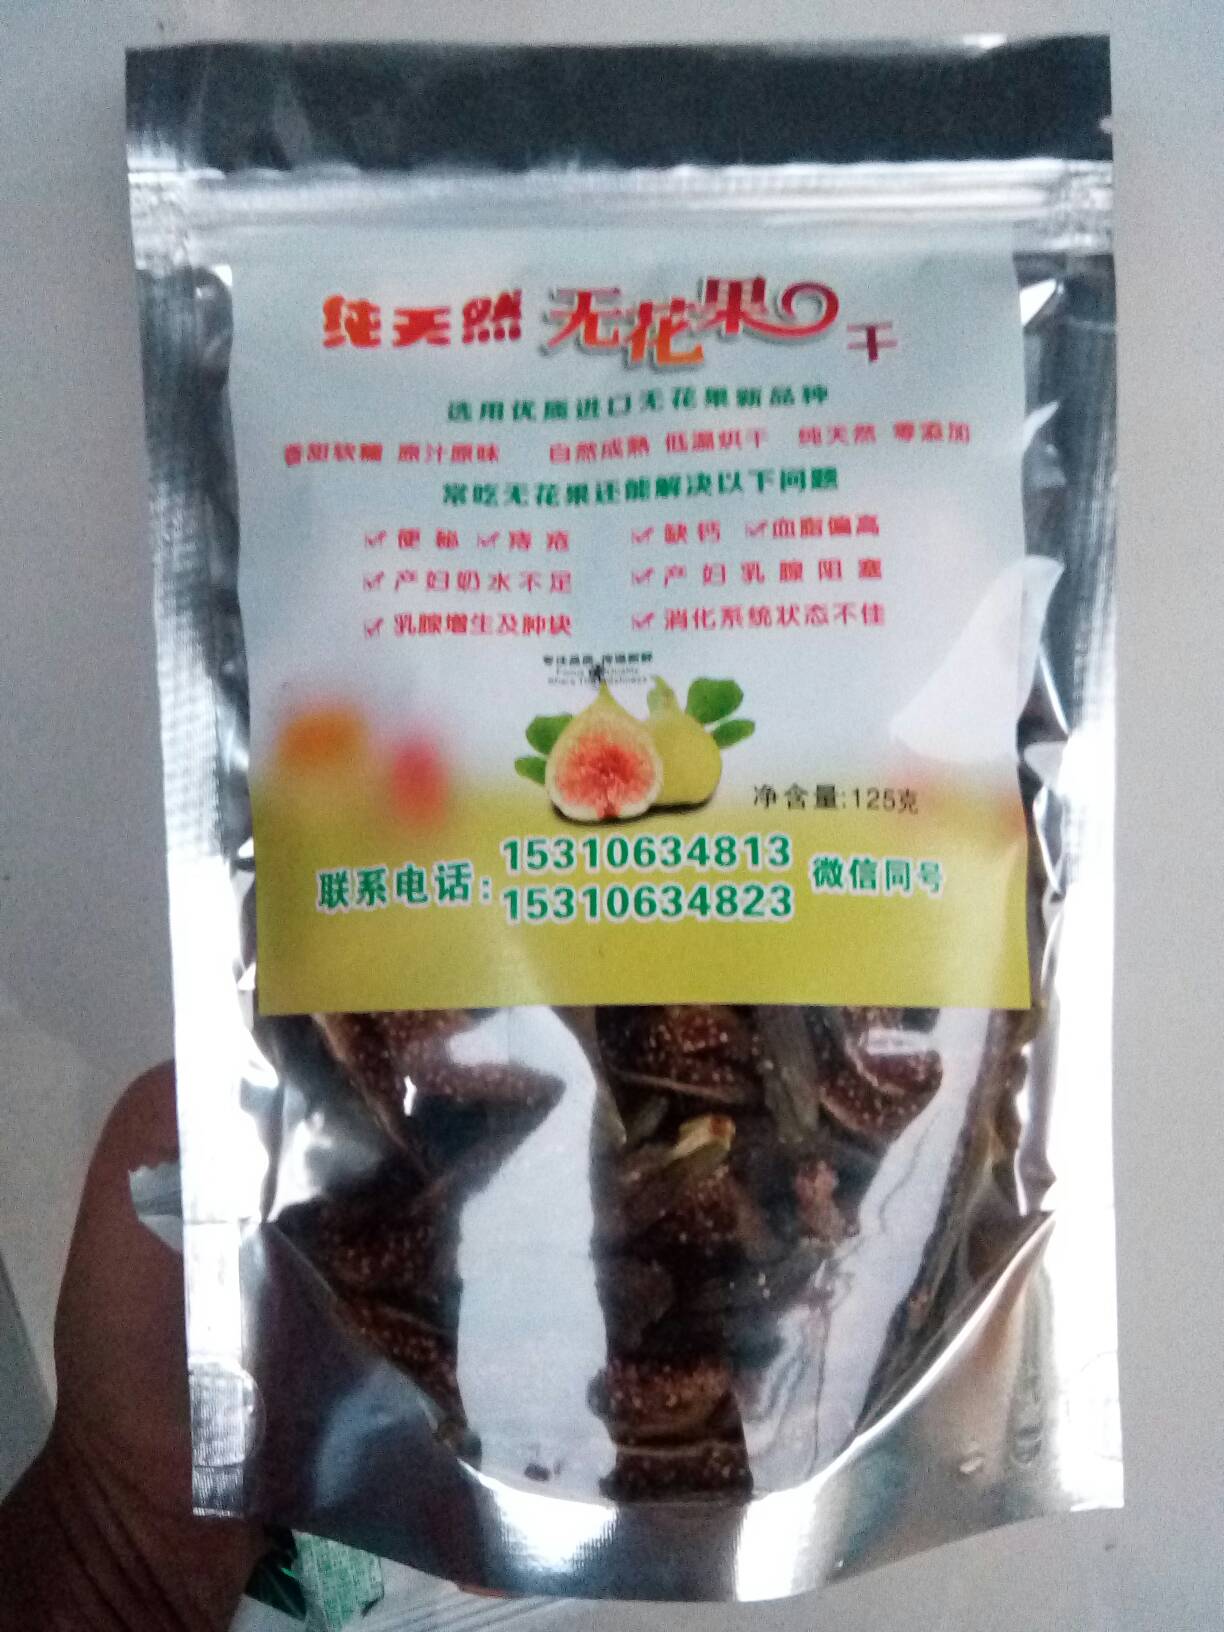 纯天然 无花果干
选用优质进口无花果新品种
香甜软糯 原汁原味 自然成熟 低温烘干 纯天然 零添加
常吃无花果还能解决以下问题
便秘 痔疮 缺钙 血脂偏高
产妇奶水不足 产妇乳腺阻塞
乳腺增生及肿块 消化系统状态不佳
净含量:125克
联系电话: 15310634813 微信同号
15310634823